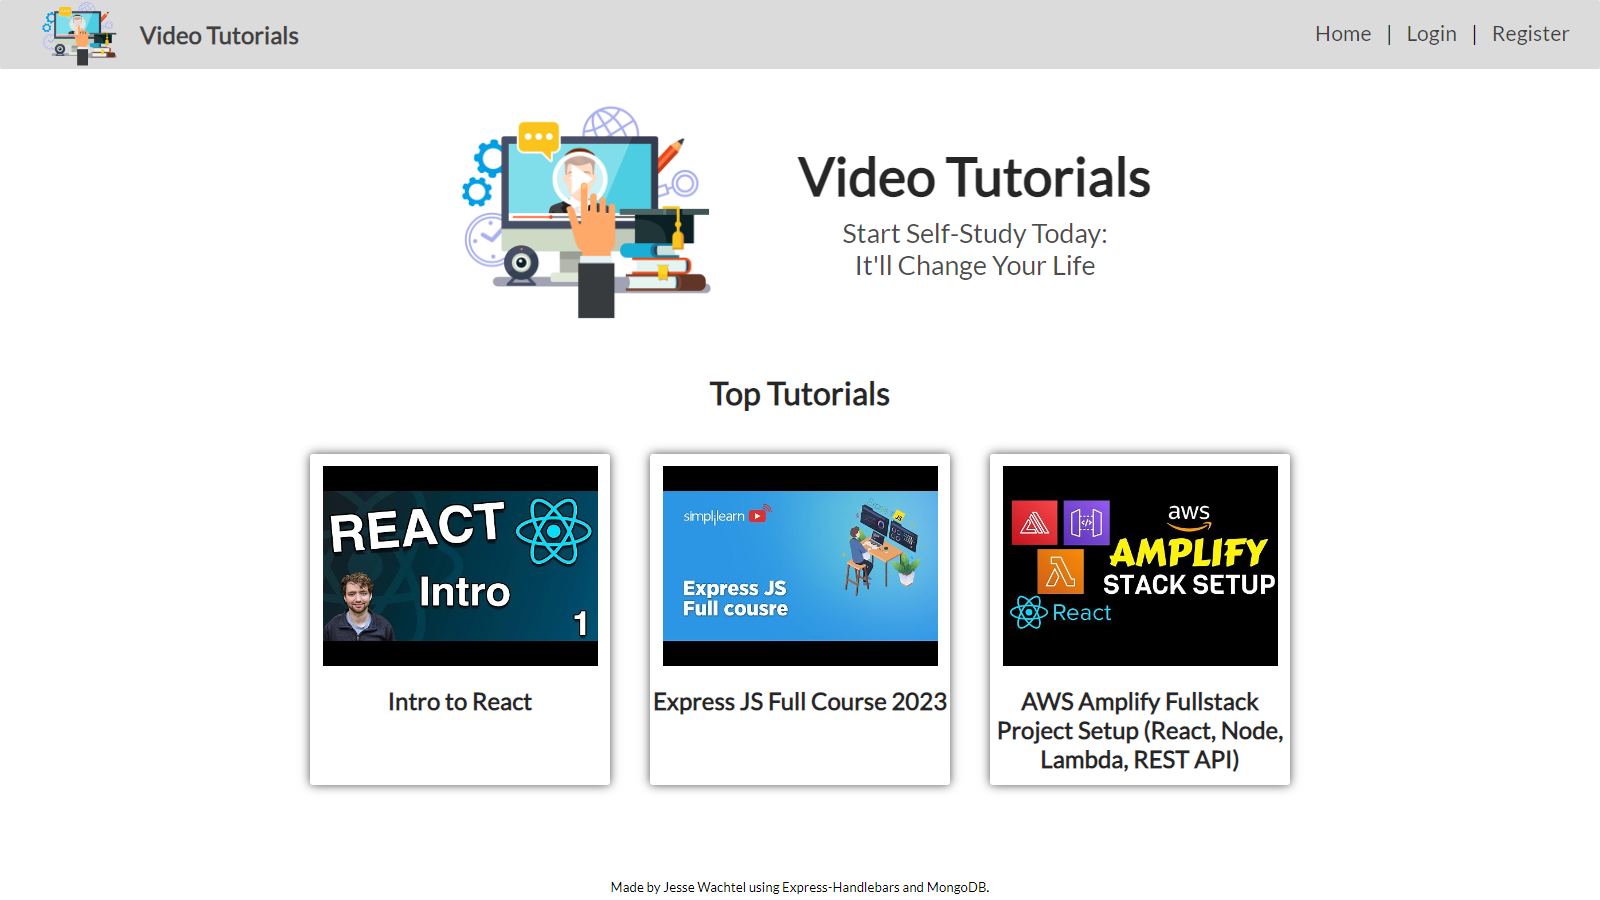 Video Tutorials
Home | Login | Register
Video Tutorials
Start Self-Study Today:
It'll Change Your Life
Top Tutorials
REACT
Intro
1
Intro to React
simplilearn
JS
Express JS
Full cousre
Express JS Full Course 2023
aws
AMPLIFY
STACK SETUP
React
AWS Amplify Fullstack
Project Setup (React, Node,
Lambda, REST API)
Made by Jesse Wachtel using Express-Handlebars and MongoDB.